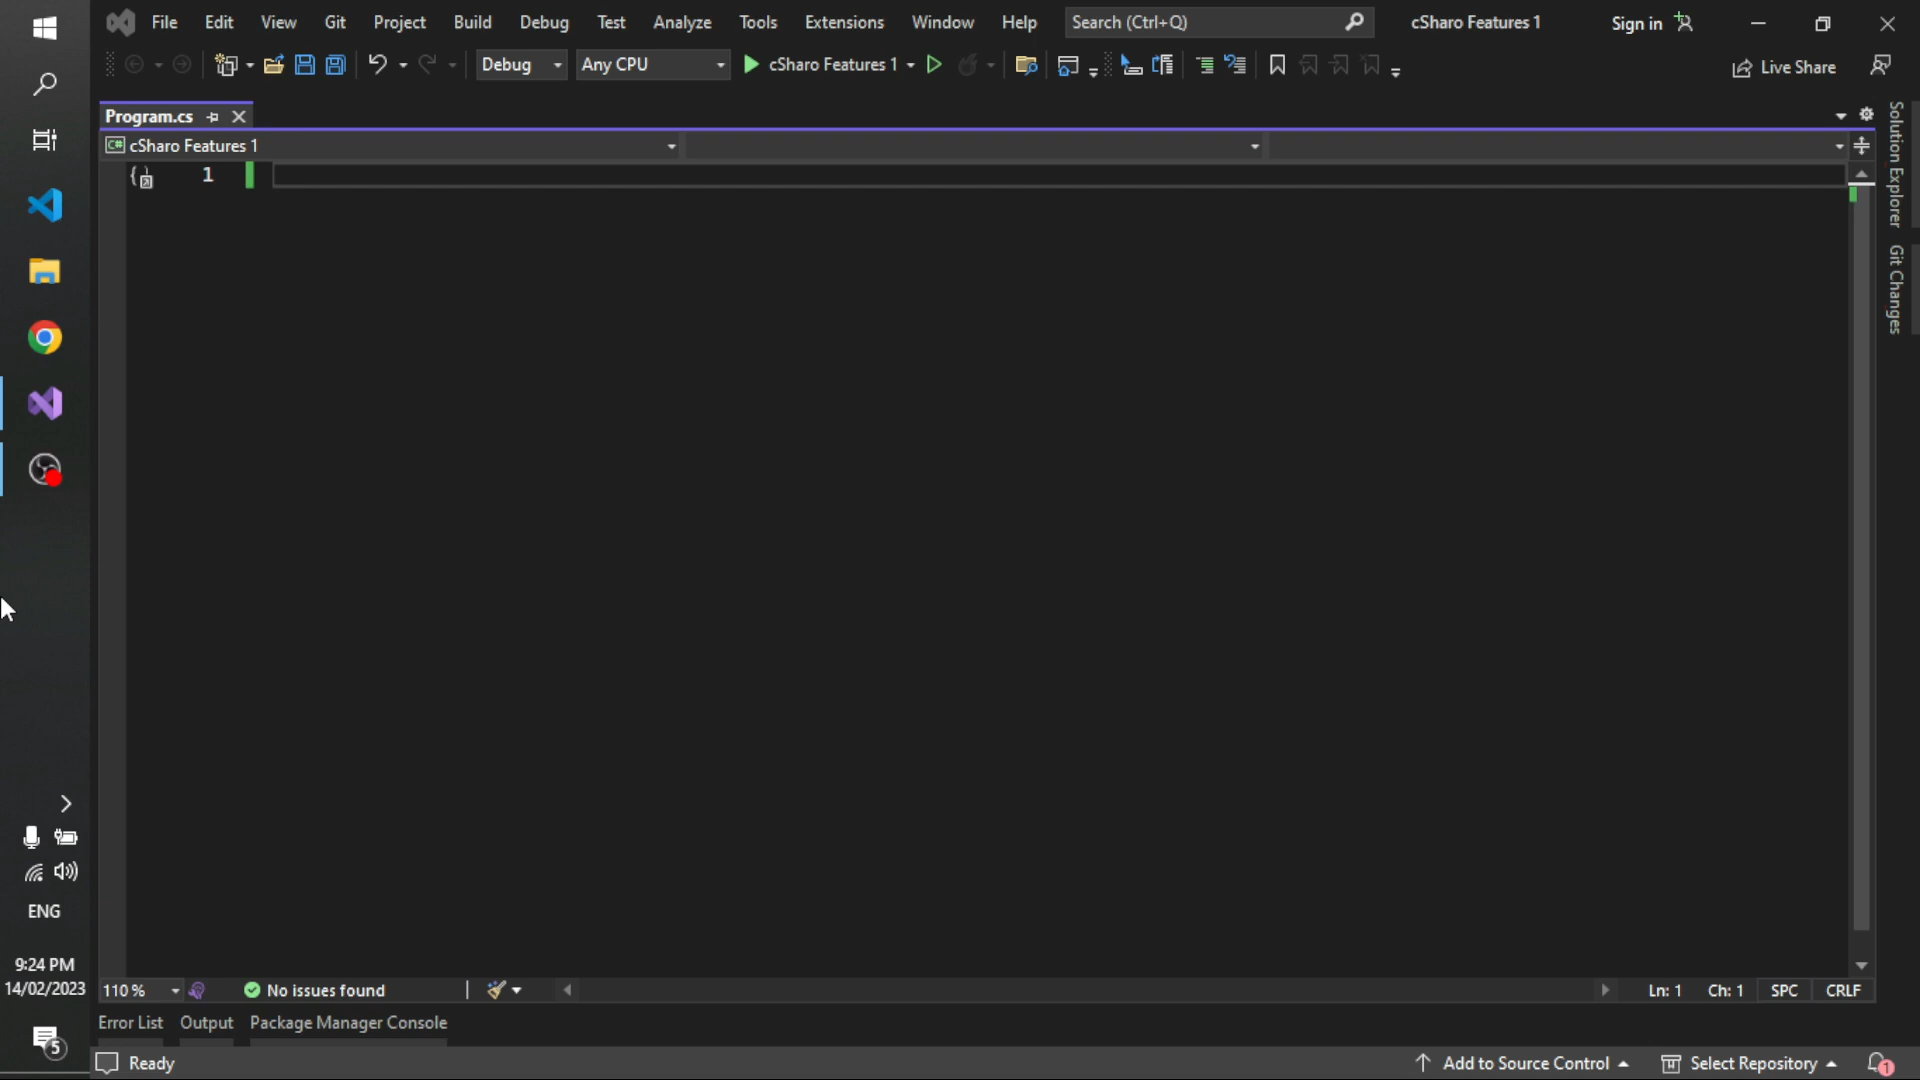 File Edit View Git Project Build Debug Test Analyze Tools Extensions Window Help Search (Ctrl+Q) cSharo Features 1 Sign in
Debug Any CPU cSharo Features 1 Live Share
Program.cs
C# cSharo Features 1
1
Solution Explorer
Git Changes
ENG
9:24 PM
14/02/2023
5
110 % No issues found Ln: 1 Ch: 1 SPC CRLF
Error List Output Package Manager Console
Ready Add to Source Control Select Repository 1